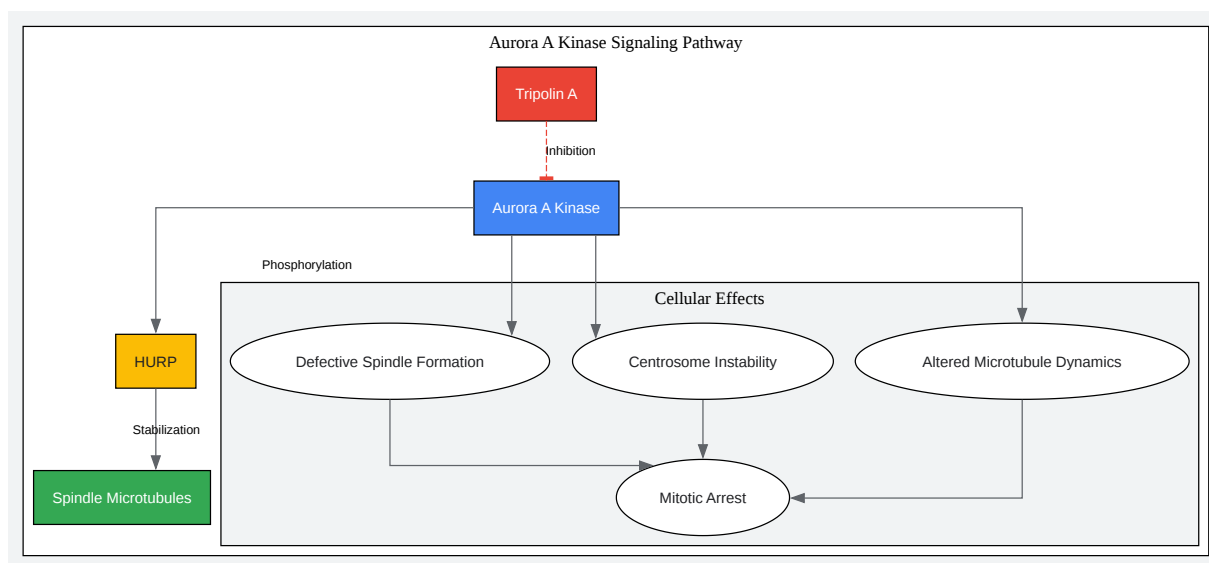 Aurora A Kinase Signaling Pathway
Tripolin A
Inhibition
Aurora A Kinase
Phosphorylation
Cellular Effects
HURP
Defective Spindle Formation
Centrosome Instability
Altered Microtubule Dynamics
Stabilization
Spindle Microtubules
Mitotic Arrest